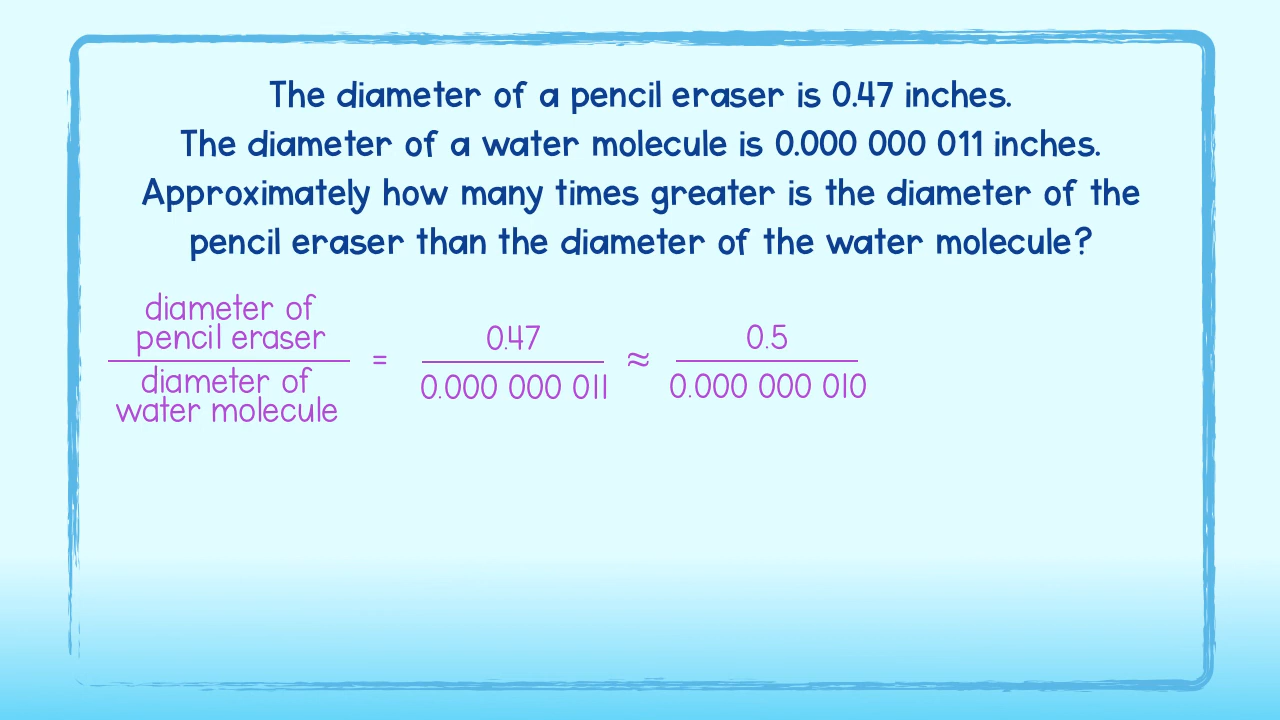 The diameter of a pencil eraser is 0.47 inches.
The diameter of a water molecule is 0.000 000 011 inches.
Approximately how many times greater is the diameter of the
pencil eraser than the diameter of the water molecule?
diameter of
pencil eraser
diameter of
water molecule
=
0.47
0.000 000 011
≈
0.5
0.000 000 010